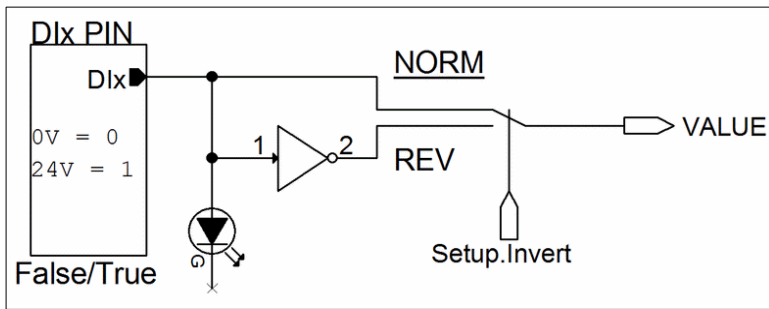 DIx PIN
NORM
DIx
VALUE
0V = 0
24V = 1
1
2
REV
G
Setup.Invert
False/True